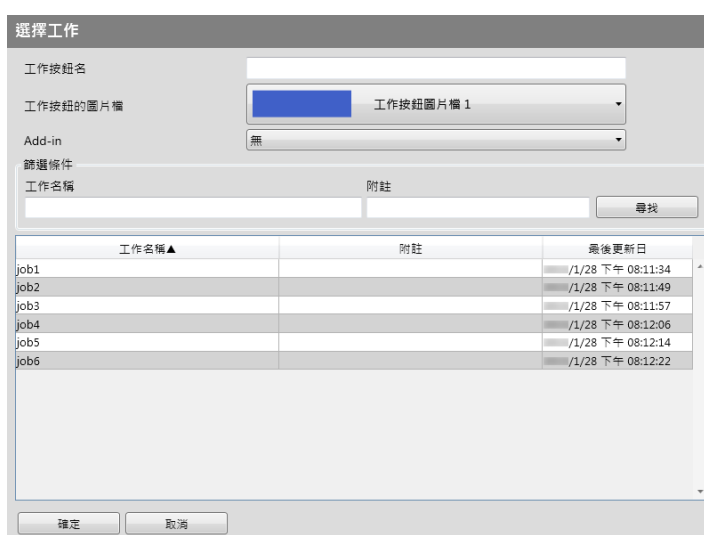 選擇工作
工作按鈕名
工作按鈕的圖片檔 工作按鈕圖片檔 1
Add-in 無
篩選條件
工作名稱 附註
尋找
工作名稱▲ 附註 最後更新日
job1 /1/28 下午 08:11:34
job2 /1/28 下午 08:11:49
job3 /1/28 下午 08:11:57
job4 /1/28 下午 08:12:06
job5 /1/28 下午 08:12:14
job6 /1/28 下午 08:12:22
確定 取消